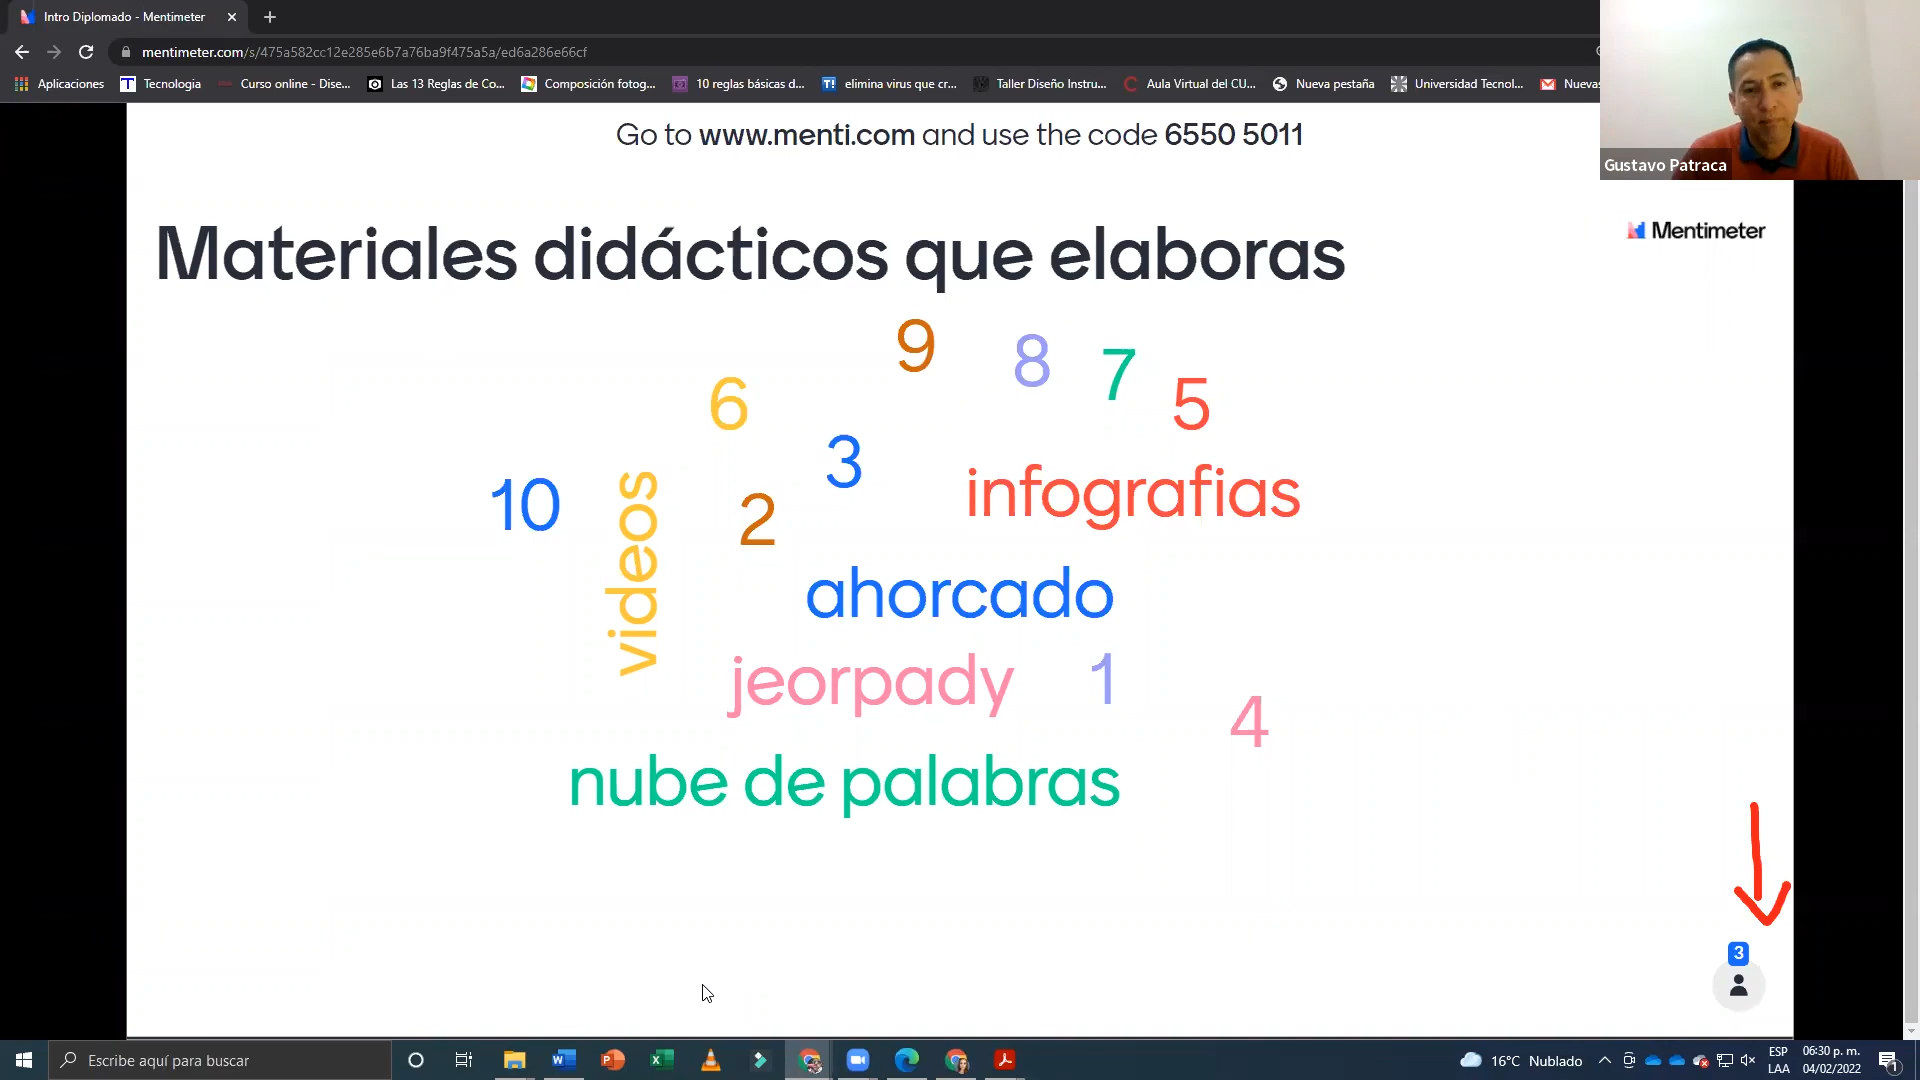 Intro Diplomado - Mentimeter
mentimeter.com/s/475a582cc12e285e6b7a76ba9f475a5a/ed6a286e66cf
Aplicaciones Tecnologia Curso online - Dise... Las 13 Reglas de Co... Composición fotog... 10 reglas básicas d... elimina virus que cr... Taller Diseño Instru... Aula Virtual del CU... Nueva pestaña Universidad Tecnol... Nuevas
Gustavo Patraca
Go to www.menti.com and use the code 6550 5011
Mentimeter
Materiales didácticos que elaboras
9
8
7
6
5
3
10
videos
2
infografias
ahorcado
jeorpady
1
4
nube de palabras
3
Escribe aquí para buscar
16°C Nublado
ESP
LAA
06:30 p. m.
04/02/2022
1